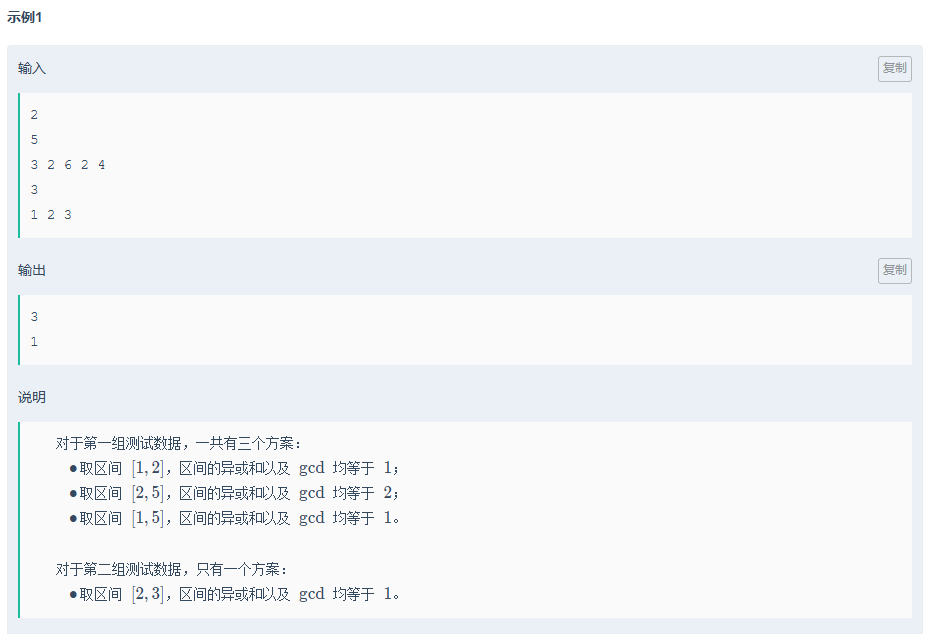 示例1
输入
复制
2
5
3 2 6 2 4
3
1 2 3
输出
复制
3
1
说明
对于第一组测试数据，一共有三个方案：
●取区间 [1,2]，区间的异或和以及 gcd 均等于 1；
●取区间 [2,5]，区间的异或和以及 gcd 均等于 2；
●取区间 [1,5]，区间的异或和以及 gcd 均等于 1。
对于第二组测试数据，只有一个方案：
●取区间 [2,3]，区间的异或和以及 gcd 均等于 1。